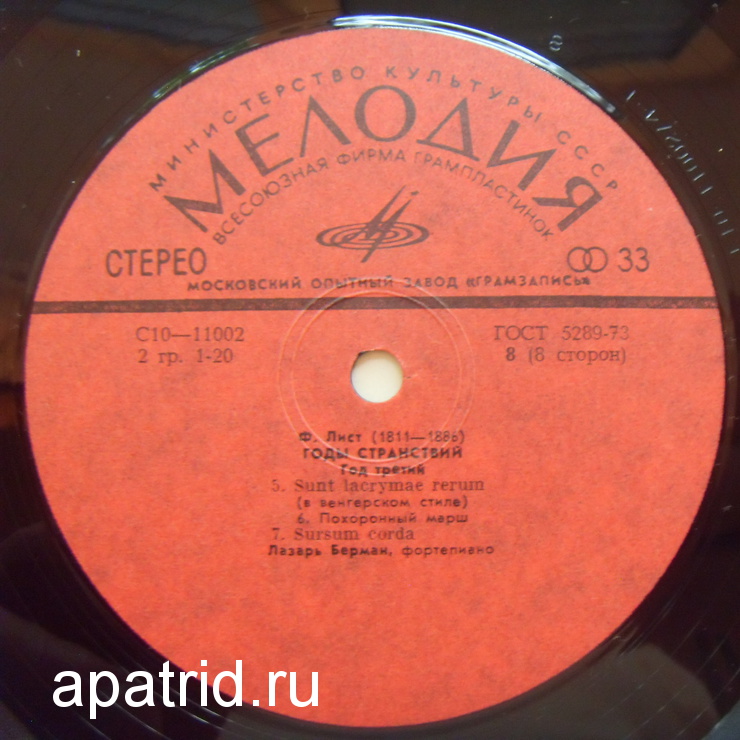 МИНИСТЕРСТВО КУЛЬТУРЫ СССР
МЕЛОДИЯ
ВСЕСОЮЗНАЯ ФИРМА ГРАМПЛАСТИНОК
СТЕРЕО
33
МОСКОВСКИЙ ОПЫТНЫЙ ЗАВОД «ГРАМЗАПИСЬ»
С10—11002
ГОСТ 5289-73
2 гр. 1-20
8 (8 сторон)
Ф. Лист (1811—1886)
ГОДЫ СТРАНСТВИЙ
Год третий
5. Sunt lacrymae rerum
(в венгерском стиле)
6. Похоронный марш
7. Sursum corda
Лазарь Берман, фортепиано
apatrid.ru